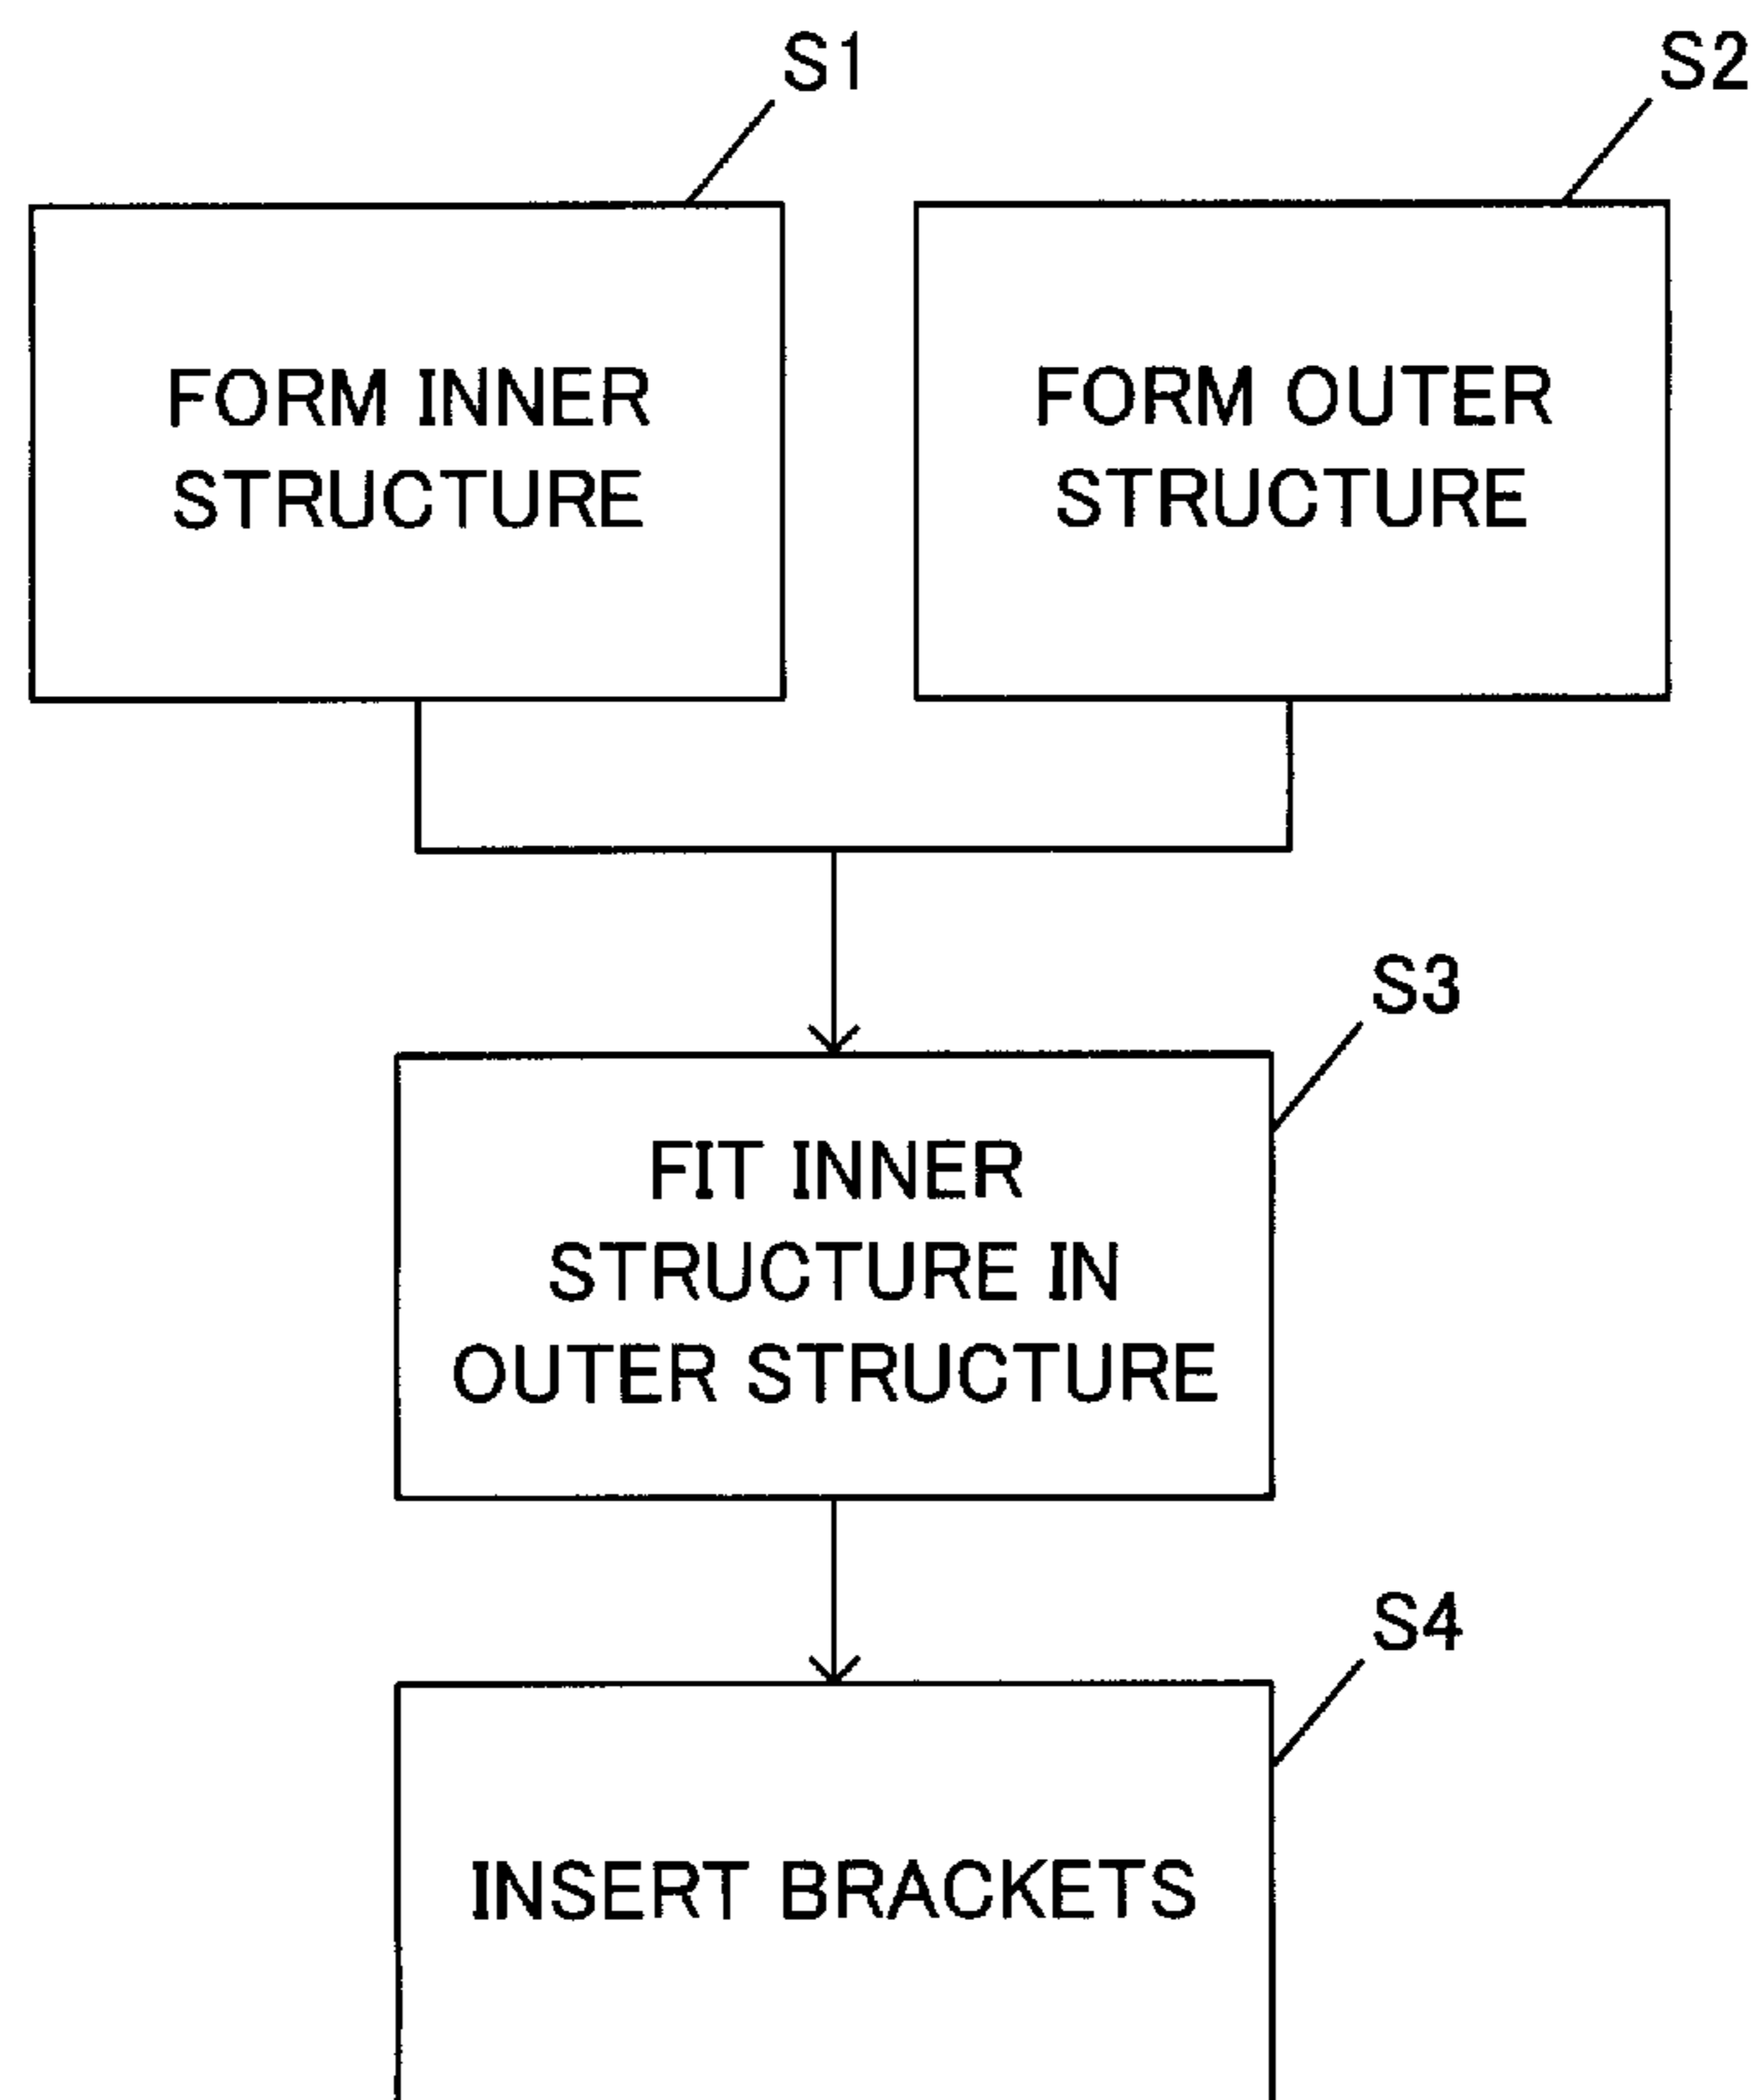 S1
S2
FORM INNER
STRUCTURE
FORM OUTER
STRUCTURE
S3
FIT INNER
STRUCTURE IN
OUTER STRUCTURE
S4
INSERT BRACKETS